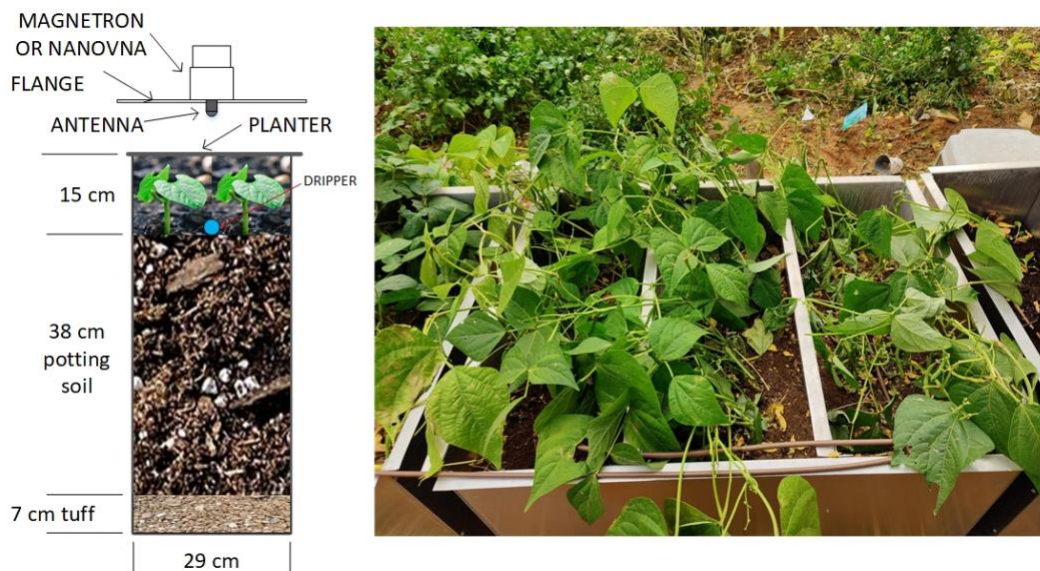 MAGNETRON
OR NANOVNA
FLANGE
ANTENNA
PLANTER
15 cm
DRIPPER
38 cm
potting
soil
7 cm tuff
29 cm